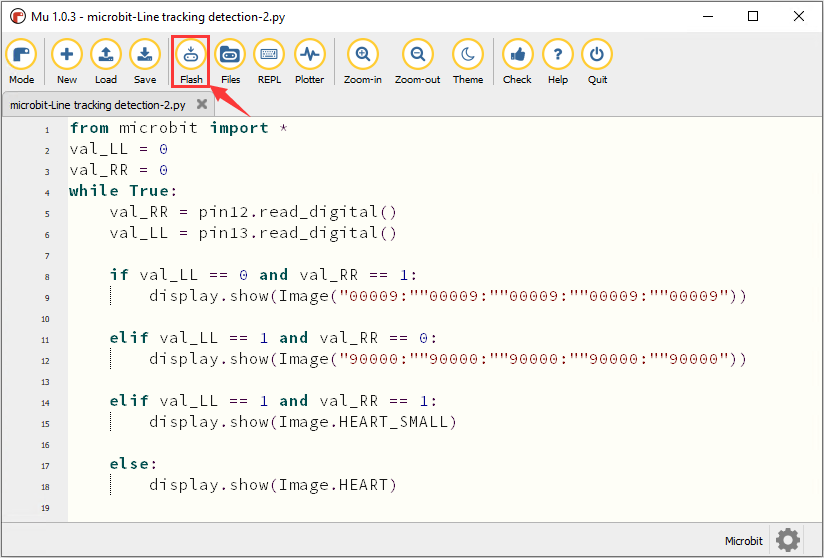 Mu 1.0.3 - microbit-Line tracking detection-2.py
Mode New Load Save Flash Files REPL Plotter Zoom-in Zoom-out Theme Check Help Quit
microbit-Line tracking detection-2.py
1 from microbit import *
2 val_LL = 0
3 val_RR = 0
4 while True:
5 val_RR = pin12.read_digital()
6 val_LL = pin13.read_digital()
7
8 if val_LL == 0 and val_RR == 1:
9 display.show(Image("00009:""00009:""00009:""00009:""00009"))
10
11 elif val_LL == 1 and val_RR == 0:
12 display.show(Image("90000:""90000:""90000:""90000:""90000"))
13
14 elif val_LL == 1 and val_RR == 1:
15 display.show(Image.HEART_SMALL)
16
17 else:
18 display.show(Image.HEART)
19
Microbit